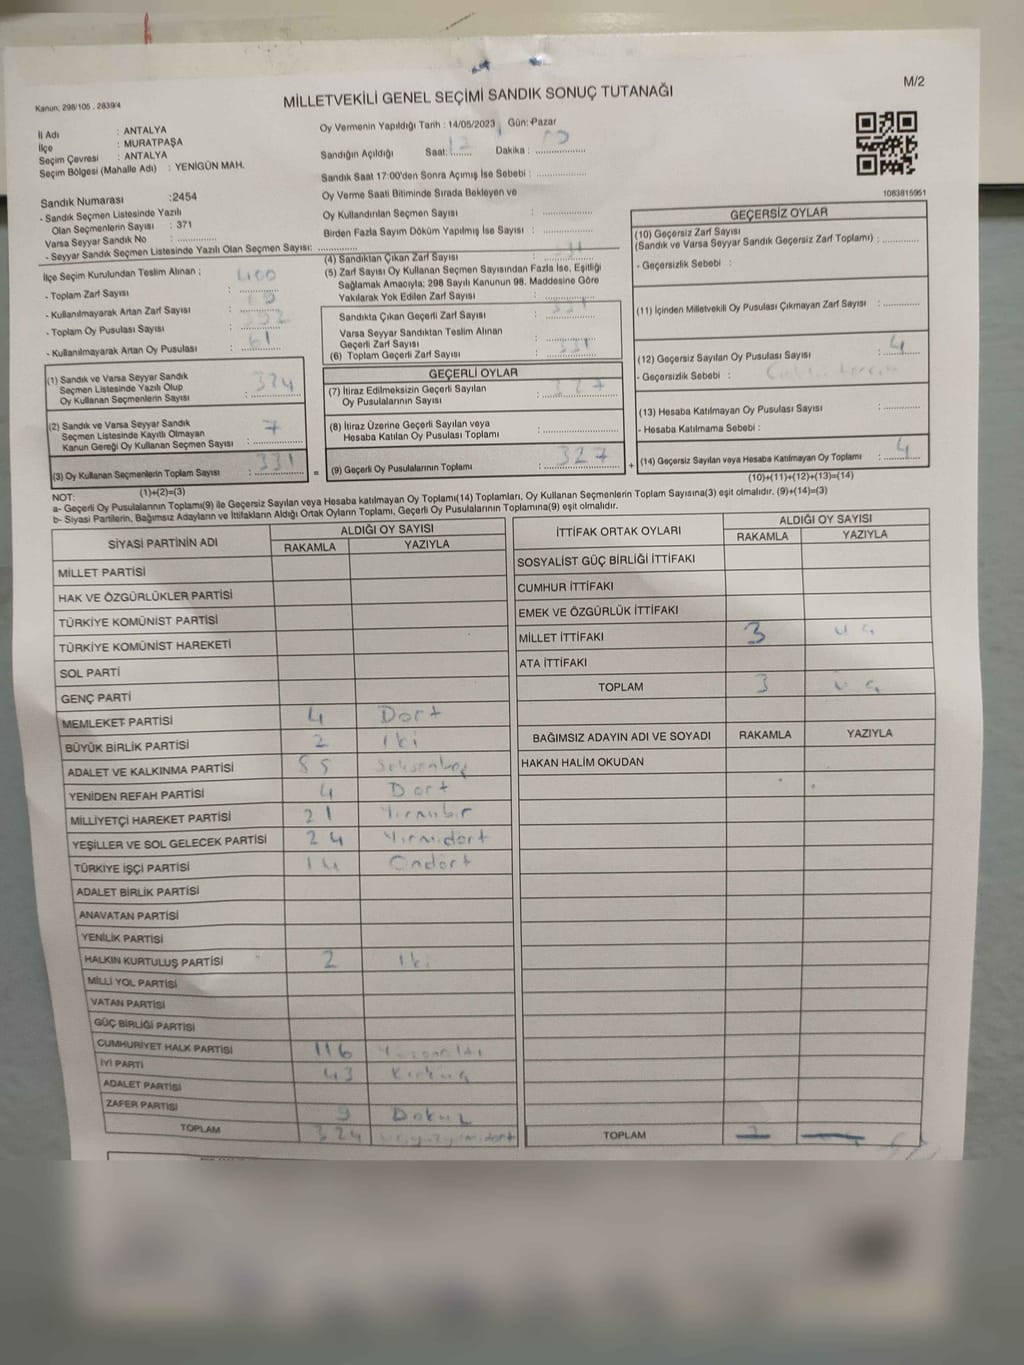 Kanun: 298/105 . 2839/4
MİLLETVEKİLİ GENEL SEÇİMİ SANDIK SONUÇ TUTANAĞI
M/2
İl Adı : ANTALYA
İlçe : MURATPAŞA
Seçim Çevresi : ANTALYA
Seçim Bölgesi (Mahalle Adı) : YENİGÜN MAH.
Oy Vermenin Yapıldığı Tarih : 14/05/2023 Gün: Pazar
Sandığın Açıldığı Saat: Dakika :
Sandık Saat 17:00'den Sonra Açımış İse Sebebi :
1083815951
Sandık Numarası :2454
- Sandık Seçmen Listesinde Yazılı
Olan Seçmenlerin Sayısı : 371
Varsa Seyyar Sandık No :
- Seyyar Sandık Seçmen Listesinde Yazılı Olan Seçmen Sayısı:
Oy Verme Saati Bitiminde Sırada Bekleyen ve
Oy Kullandırılan Seçmen Sayısı :
Birden Fazla Sayım Döküm Yapılmış İse Sayısı :
İlçe Seçim Kurulundan Teslim Alınan ;
- Toplam Zarf Sayısı : 400
- Kullanılmayarak Artan Zarf Sayısı :
- Toplam Oy Pusulası Sayısı :
- Kullanılmayarak Artan Oy Pusulası : 61
(4) Sandıktan Çıkan Zarf Sayısı :
(5) Zarf Sayısı Oy Kullanan Seçmen Sayısından Fazla İse, Eşitliği
Sağlamak Amacıyla; 298 Sayılı Kanunun 98. Maddesine Göre
Yakılarak Yok Edilen Zarf Sayısı :
Sandıkta Çıkan Geçerli Zarf Sayısı : 331
Varsa Seyyar Sandıktan Teslim Alınan
Geçerli Zarf Sayısı :
(6) Toplam Geçerli Zarf Sayısı : 331
(1) Sandık ve Varsa Seyyar Sandık
Seçmen Listesinde Yazılı Olup
Oy Kullanan Seçmenlerin Sayısı : 324
(2) Sandık ve Varsa Seyyar Sandık
Seçmen Listesinde Kayıtlı Olmayan
Kanun Gereği Oy Kullanan Seçmen Sayısı : 7
(3) Oy Kullanan Seçmenlerin Toplam Sayısı : 331
(1)+(2)=(3)
GEÇERLİ OYLAR
(7) İtiraz Edilmeksizin Geçerli Sayılan
Oy Pusulalarının Sayısı : 327
(8) İtiraz Üzerine Geçerli Sayılan veya
Hesaba Katılan Oy Pusulası Toplamı :
= (9) Geçerli Oy Pusulalarının Toplamı : 327
GEÇERSİZ OYLAR
(10) Geçersiz Zarf Sayısı
(Sandık ve Varsa Seyyar Sandık Geçersiz Zarf Toplamı) :
- Geçersizlik Sebebi :
(11) İçinden Milletvekili Oy Pusulası Çıkmayan Zarf Sayısı :
(12) Geçersiz Sayılan Oy Pusulası Sayısı : 4
- Geçersizlik Sebebi :
(13) Hesaba Katılmayan Oy Pusulası Sayısı :
- Hesaba Katılmama Sebebi :
+ (14) Geçersiz Sayılan veya Hesaba Katılmayan Oy Toplamı : 4
(10)+(11)+(12)+(13)=(14)
NOT:
a- Geçerli Oy Pusulalarının Toplamı(9) ile Geçersiz Sayılan veya Hesaba katılmayan Oy Toplamı(14) Toplamları, Oy Kullanan Seçmenlerin Toplam Sayısına(3) eşit olmalıdır. (9)+(14)=(3)
b- Siyasi Partilerin, Bağımsız Adayların ve İttifakların Aldığı Ortak Oyların Toplamı, Geçerli Oy Pusulalarının Toplamına(9) eşit olmalıdır.
SİYASİ PARTİNİN ADI ALDIĞI OY SAYISI
RAKAMLA YAZIYLA
MİLLET PARTİSİ
HAK VE ÖZGÜRLÜKLER PARTİSİ
TÜRKİYE KOMÜNİST PARTİSİ
TÜRKİYE KOMÜNİST HAREKETİ
SOL PARTİ
GENÇ PARTİ
MEMLEKET PARTİSİ 4 Dort
BÜYÜK BİRLİK PARTİSİ 2 iki
ADALET VE KALKINMA PARTİSİ 85 Seksenbeş
YENİDEN REFAH PARTİSİ 4 Dort
MİLLİYETÇİ HAREKET PARTİSİ 21 Yirmibir
YEŞİLLER VE SOL GELECEK PARTİSİ 24 Yirmidort
TÜRKİYE İŞÇİ PARTİSİ 14 Ondört
ADALET BİRLİK PARTİSİ
ANAVATAN PARTİSİ
YENİLİK PARTİSİ
HALKIN KURTULUŞ PARTİSİ 2 iki
MİLLİ YOL PARTİSİ
VATAN PARTİSİ
GÜÇ BİRLİĞİ PARTİSİ
CUMHURİYET HALK PARTİSİ 116 Yüzonaltı
İYİ PARTİ 43 Kırküç
ADALET PARTİSİ
ZAFER PARTİSİ 9 Dokuz
TOPLAM 324
İTTİFAK ORTAK OYLARI ALDIĞI OY SAYISI
RAKAMLA YAZIYLA
SOSYALİST GÜÇ BİRLİĞİ İTTİFAKI
CUMHUR İTTİFAKI
EMEK VE ÖZGÜRLÜK İTTİFAKI
MİLLET İTTİFAKI 3 üç
ATA İTTİFAKI
TOPLAM 3 üç
BAĞIMSIZ ADAYIN ADI VE SOYADI RAKAMLA YAZIYLA
HAKAN HALİM OKUDAN
TOPLAM